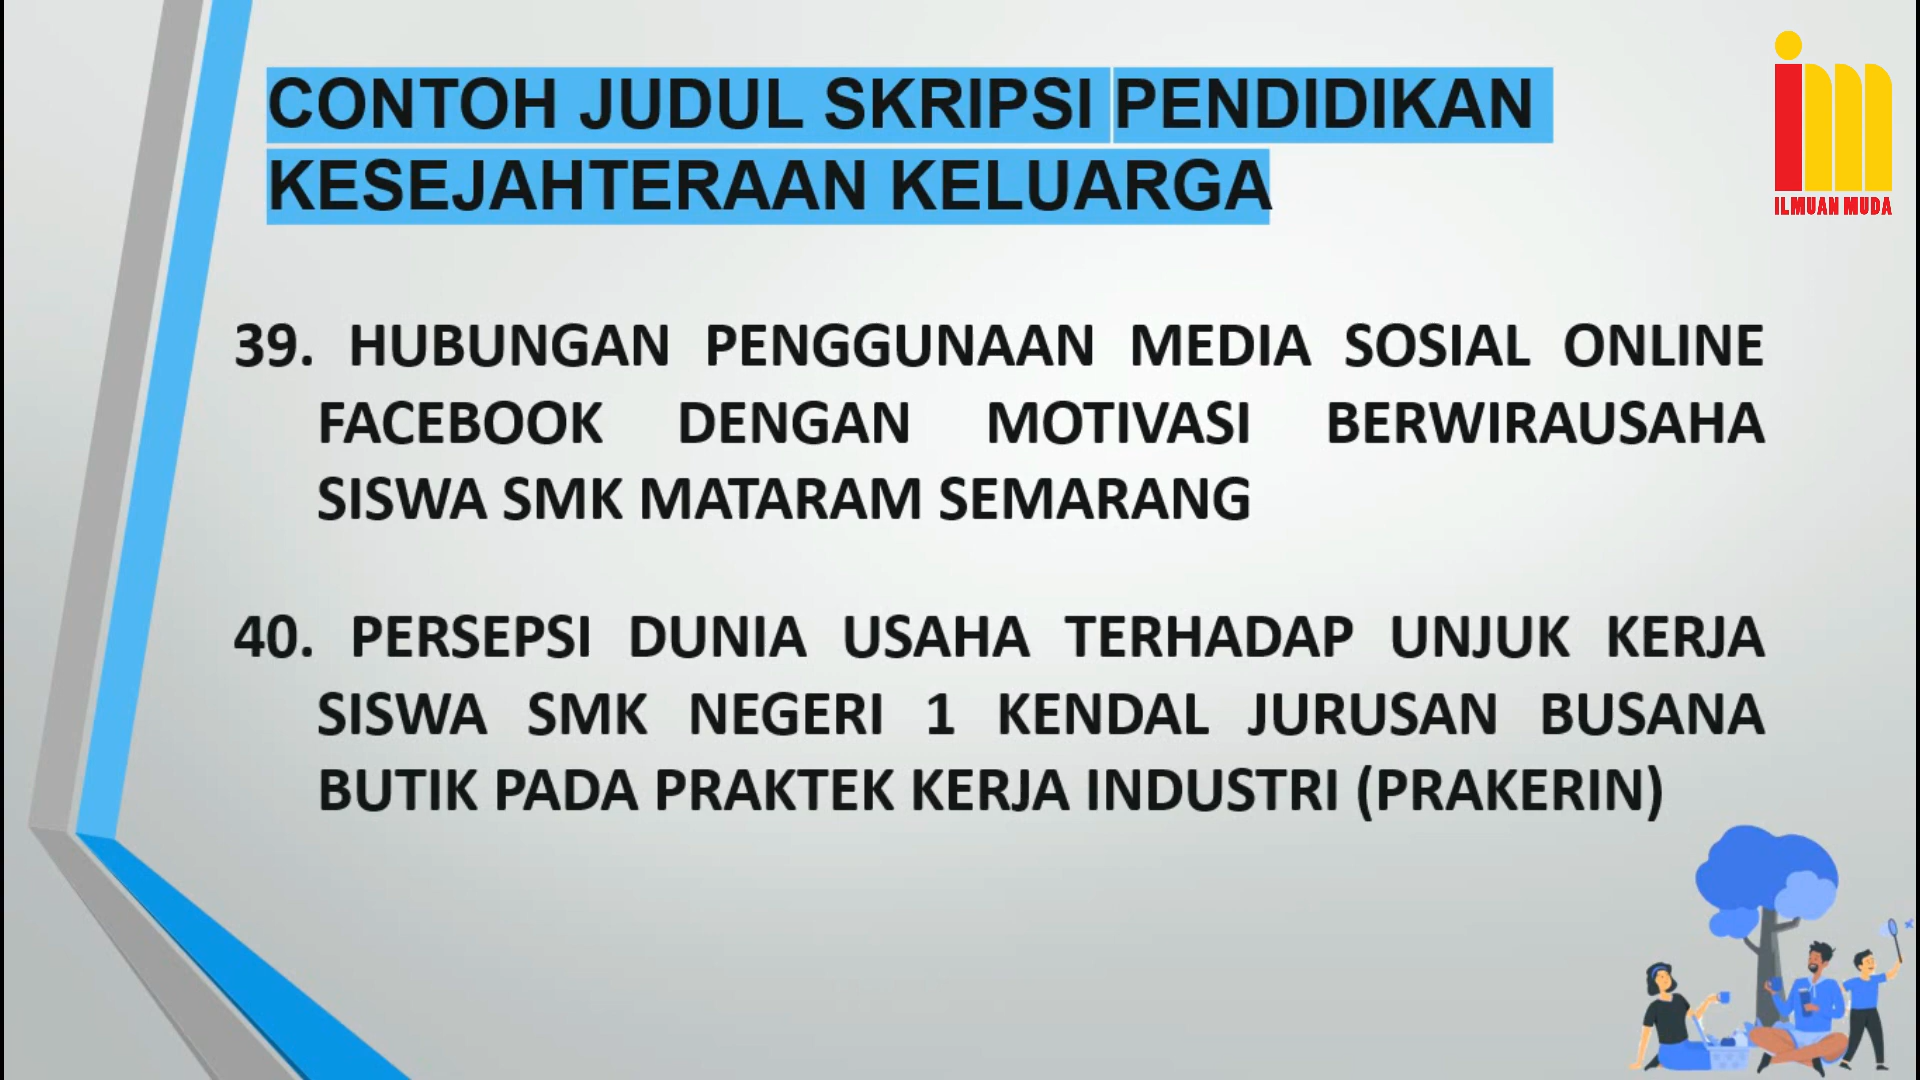 CONTOH JUDUL SKRIPSI PENDIDIKAN
KESEJAHTERAAN KELUARGA
ILMUAN MUDA
39. HUBUNGAN PENGGUNAAN MEDIA SOSIAL ONLINE
FACEBOOK DENGAN MOTIVASI BERWIRAUSAHA
SISWA SMK MATARAM SEMARANG
40. PERSEPSI DUNIA USAHA TERHADAP UNJUK KERJA
SISWA SMK NEGERI 1 KENDAL JURUSAN BUSANA
BUTIK PADA PRAKTEK KERJA INDUSTRI (PRAKERIN)